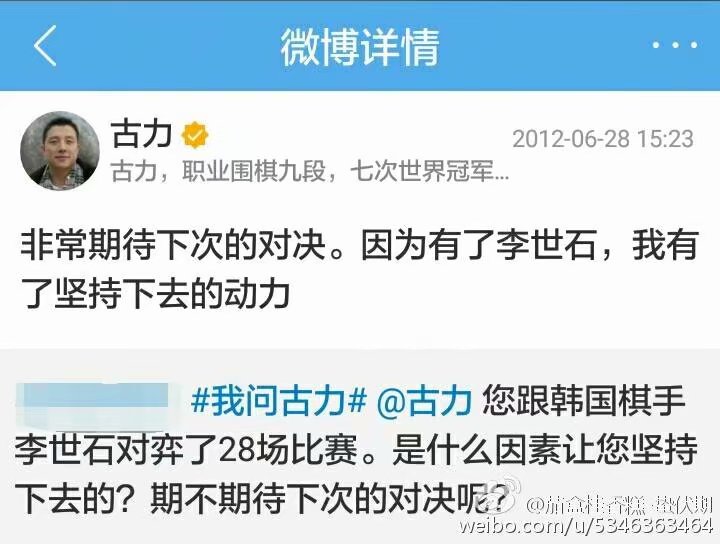 微博详情
古力
2012-06-28 15:23
古力，职业围棋九段，七次世界冠军...
非常期待下次的对决。因为有了李世石，我有
了坚持下去的动力
#我问古力# @古力 您跟韩国棋手
李世石对弈了28场比赛。是什么因素让您坚持
下去的？期不期待下次的对决呢？
weibo.com/u/5346363464